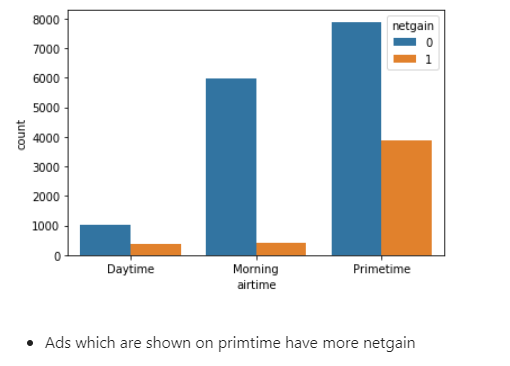 netgain
0
1
8000
7000
6000
5000
4000
3000
2000
1000
0
count
Daytime
Morning
Primetime
airtime
• Ads which are shown on primtime have more netgain